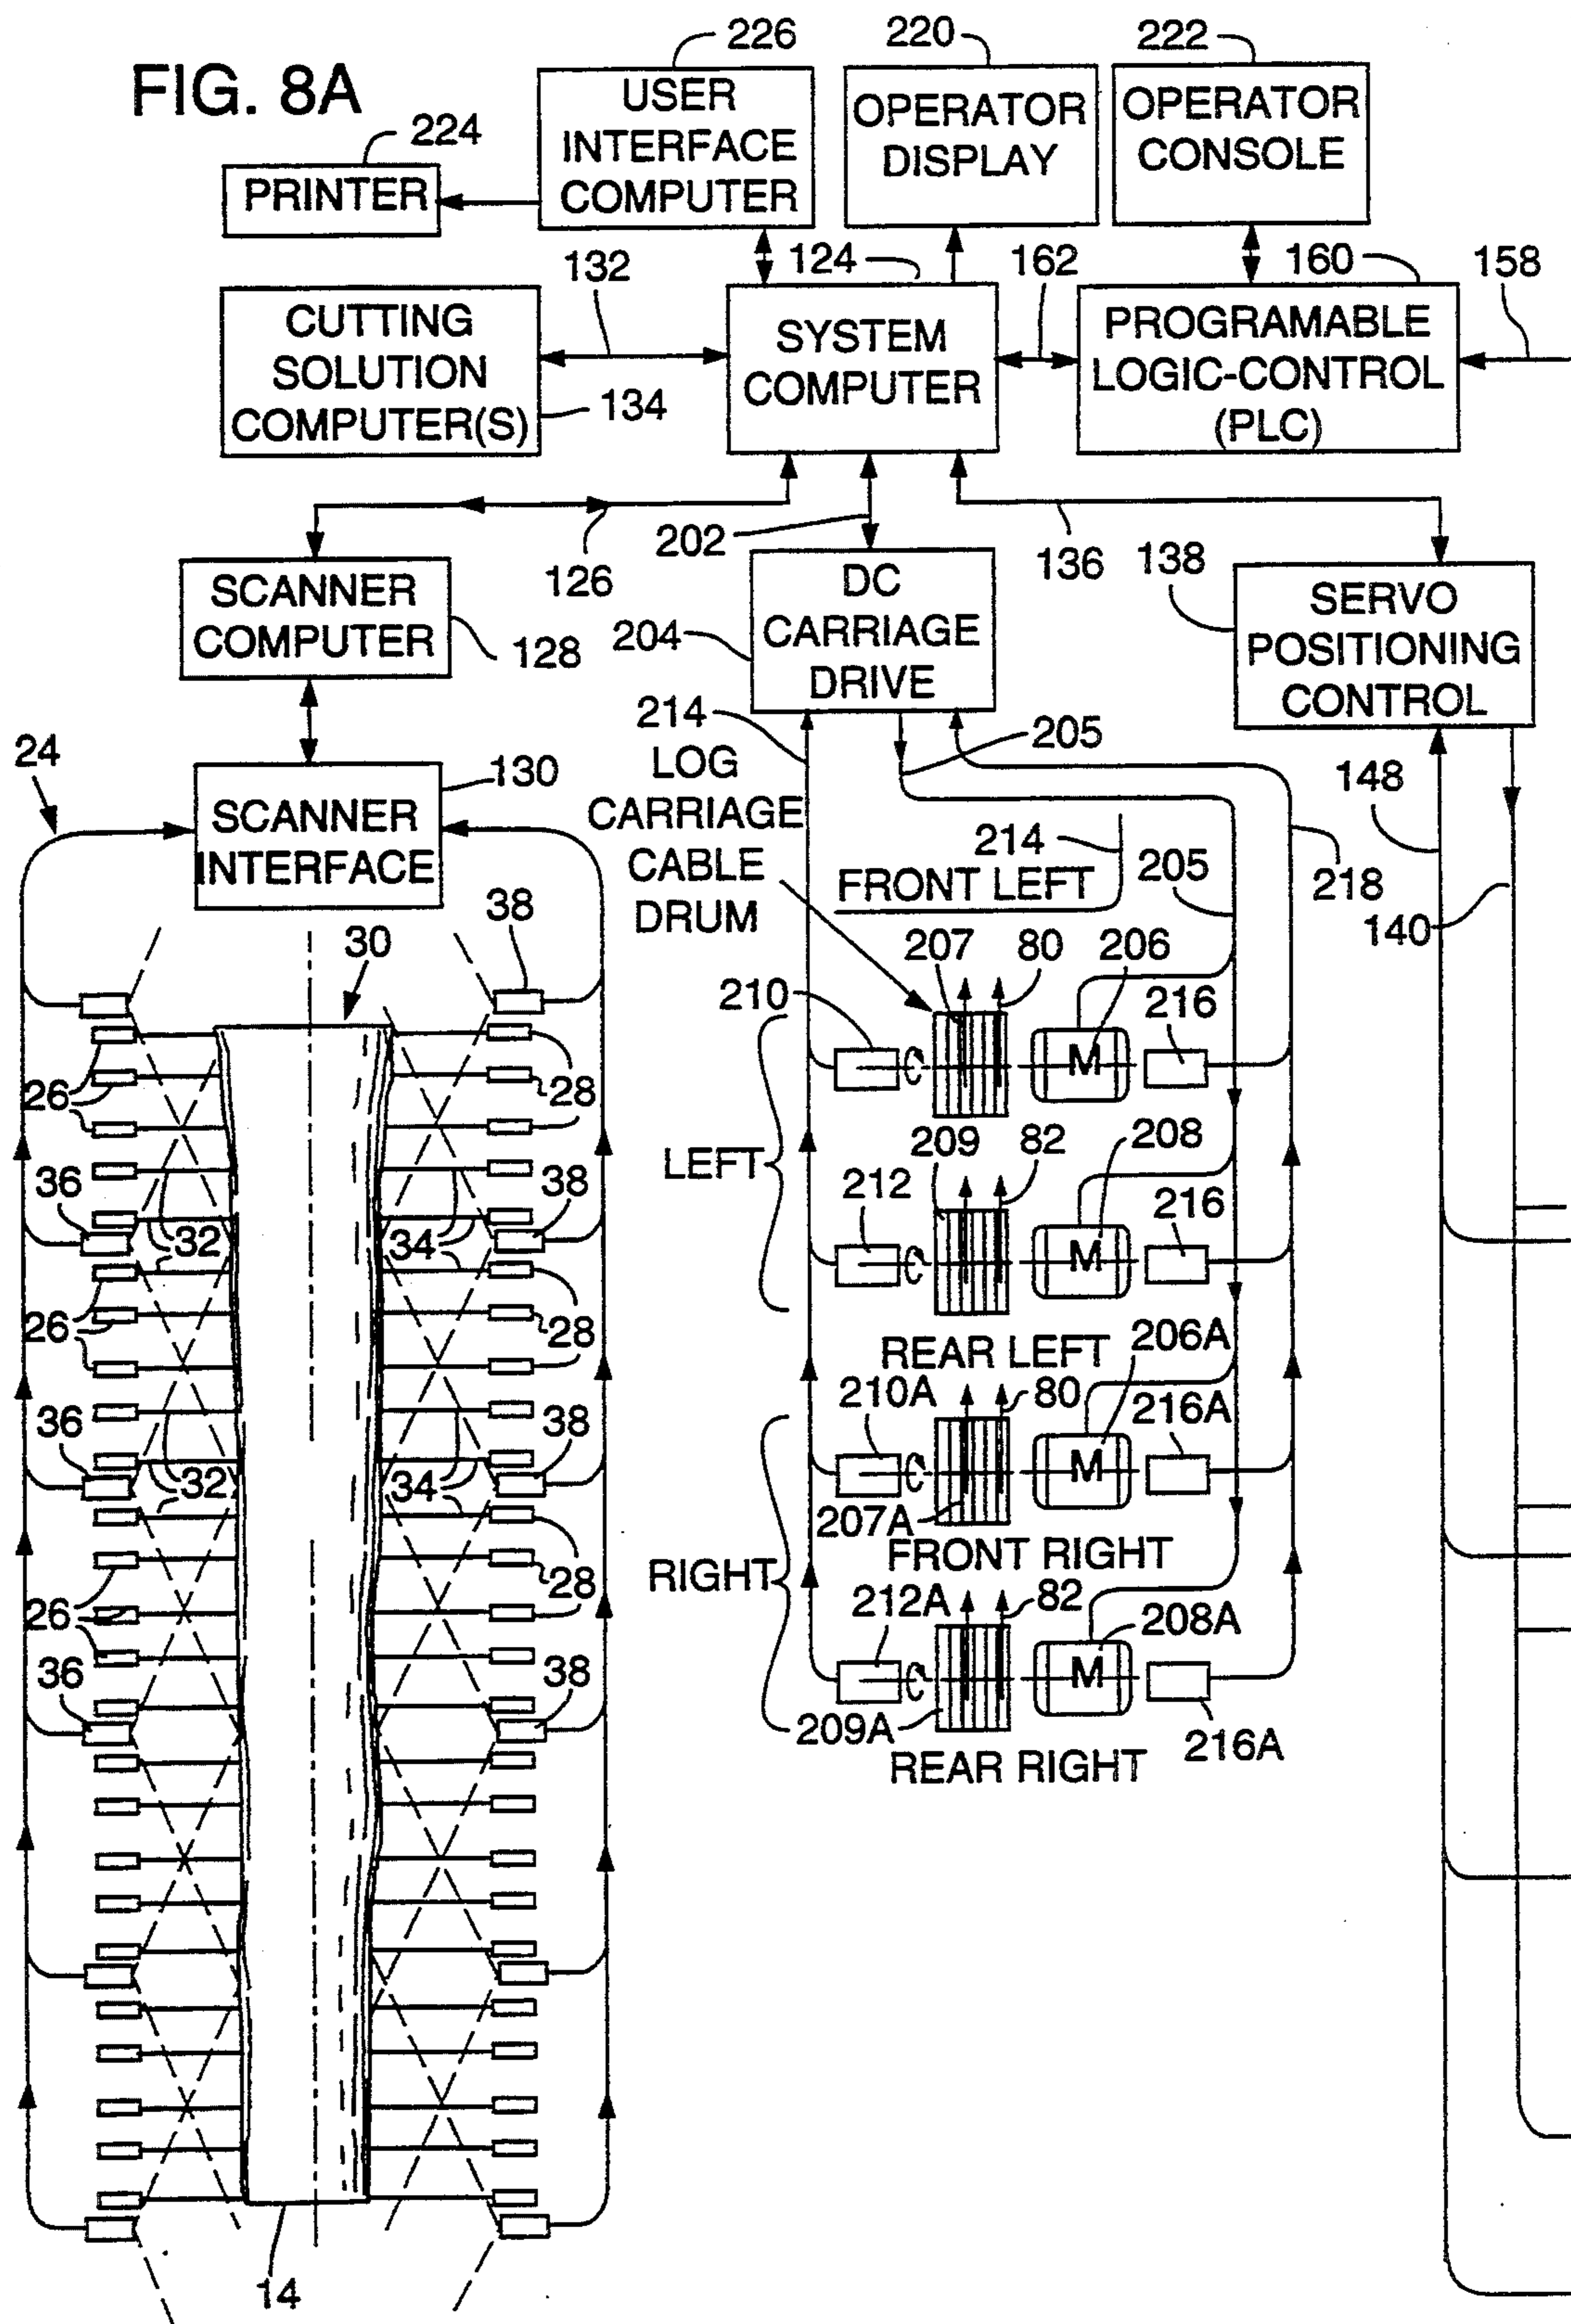 FIG. 8A
226
220
222
224
USER
INTERFACE
COMPUTER
OPERATOR
DISPLAY
OPERATOR
CONSOLE
PRINTER
132
124
162
160
158
CUTTING
SOLUTION
COMPUTER(S)
134
SYSTEM
COMPUTER
PROGRAMABLE
LOGIC-CONTROL
(PLC)
202
126
136
138
SCANNER
COMPUTER
128
204
DC
CARRIAGE
DRIVE
SERVO
POSITIONING
CONTROL
214
205
24
130
LOG
CARRIAGE
CABLE
DRUM
148
SCANNER
INTERFACE
214
205
218
FRONT LEFT
140
38
30
207
80
206
210
216
M
26
28
LEFT
209
82
208
36
38
212
216
32
34
M
26
28
REAR LEFT
206A
210A
80
216A
36
38
M
32
34
207A
FRONT RIGHT
28
RIGHT
26
212A
82
208A
36
38
M
209A
216A
REAR RIGHT
14